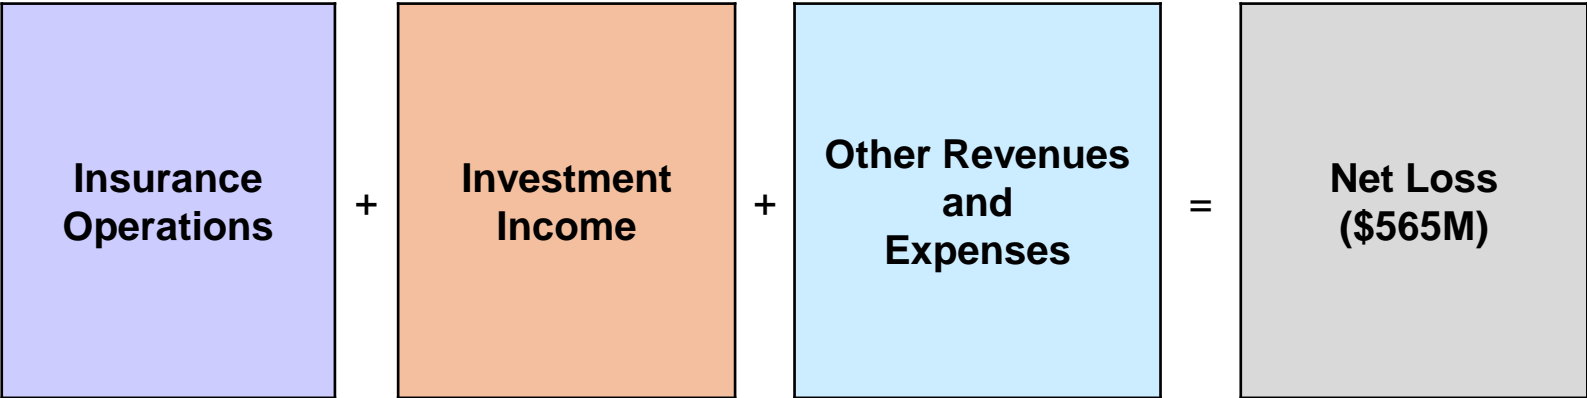 Insurance
Operations
+
Investment
Income
+
Other Revenues
and
Expenses
=
Net Loss
($565M)